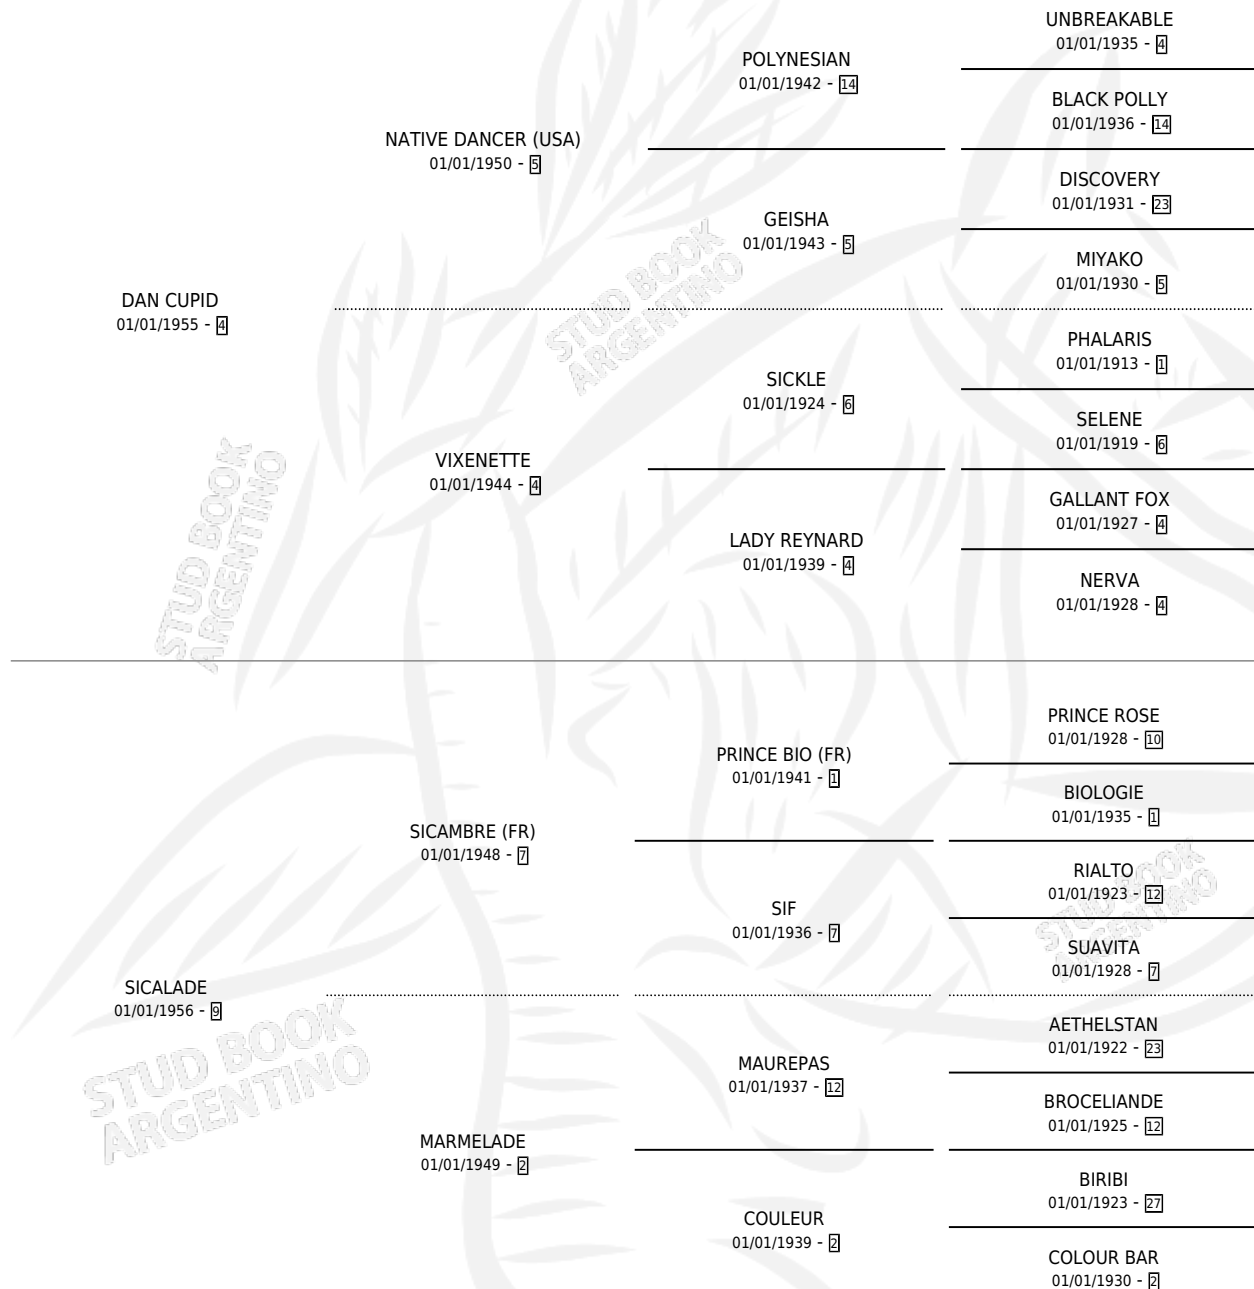 DAN CUPID
01/01/1955 - 4
NATIVE DANCER (USA)
01/01/1950 - 5
POLYNESIAN
01/01/1942 - 14
UNBREAKABLE
01/01/1935 - 4
BLACK POLLY
01/01/1936 - 14
GEISHA
01/01/1943 - 5
DISCOVERY
01/01/1931 - 23
MIYAKO
01/01/1930 - 5
VIXENETTE
01/01/1944 - 4
SICKLE
01/01/1924 - 6
PHALARIS
01/01/1913 - 1
SELENE
01/01/1919 - 6
LADY REYNARD
01/01/1939 - 4
GALLANT FOX
01/01/1927 - 4
NERVA
01/01/1928 - 4
SICALADE
01/01/1956 - 9
SICAMBRE (FR)
01/01/1948 - 7
PRINCE BIO (FR)
01/01/1941 - 1
PRINCE ROSE
01/01/1928 - 10
BIOLOGIE
01/01/1935 - 1
SIF
01/01/1936 - 7
RIALTO
01/01/1923 - 12
SUAVITA
01/01/1928 - 7
MARMELADE
01/01/1949 - 2
MAUREPAS
01/01/1937 - 12
AETHELSTAN
01/01/1922 - 23
BROCELIANDE
01/01/1925 - 12
COULEUR
01/01/1939 - 2
BIRIBI
01/01/1923 - 27
COLOUR BAR
01/01/1930 - 2
STUD BOOK
ARGENTINO
STUD BOOK
ARGENTINO
STUD BOOK
ARGENTINO
STUD BOOK
ARGENTINO